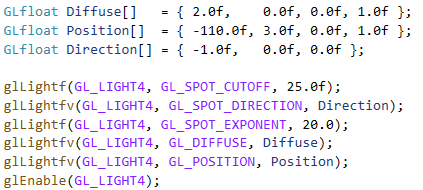 GLfloat Diffuse[]   = { 2.0f,    0.0f, 0.0f, 1.0f };
GLfloat Position[]  = { -110.0f, 3.0f, 0.0f, 1.0f };
GLfloat Direction[] = { -1.0f,   0.0f, 0.0f };

glLightf(GL_LIGHT4, GL_SPOT_CUTOFF, 25.0f);
glLightfv(GL_LIGHT4, GL_SPOT_DIRECTION, Direction);
glLightf(GL_LIGHT4, GL_SPOT_EXPONENT, 20.0);
glLightfv(GL_LIGHT4, GL_DIFFUSE, Diffuse);
glLightfv(GL_LIGHT4, GL_POSITION, Position);
glEnable(GL_LIGHT4);